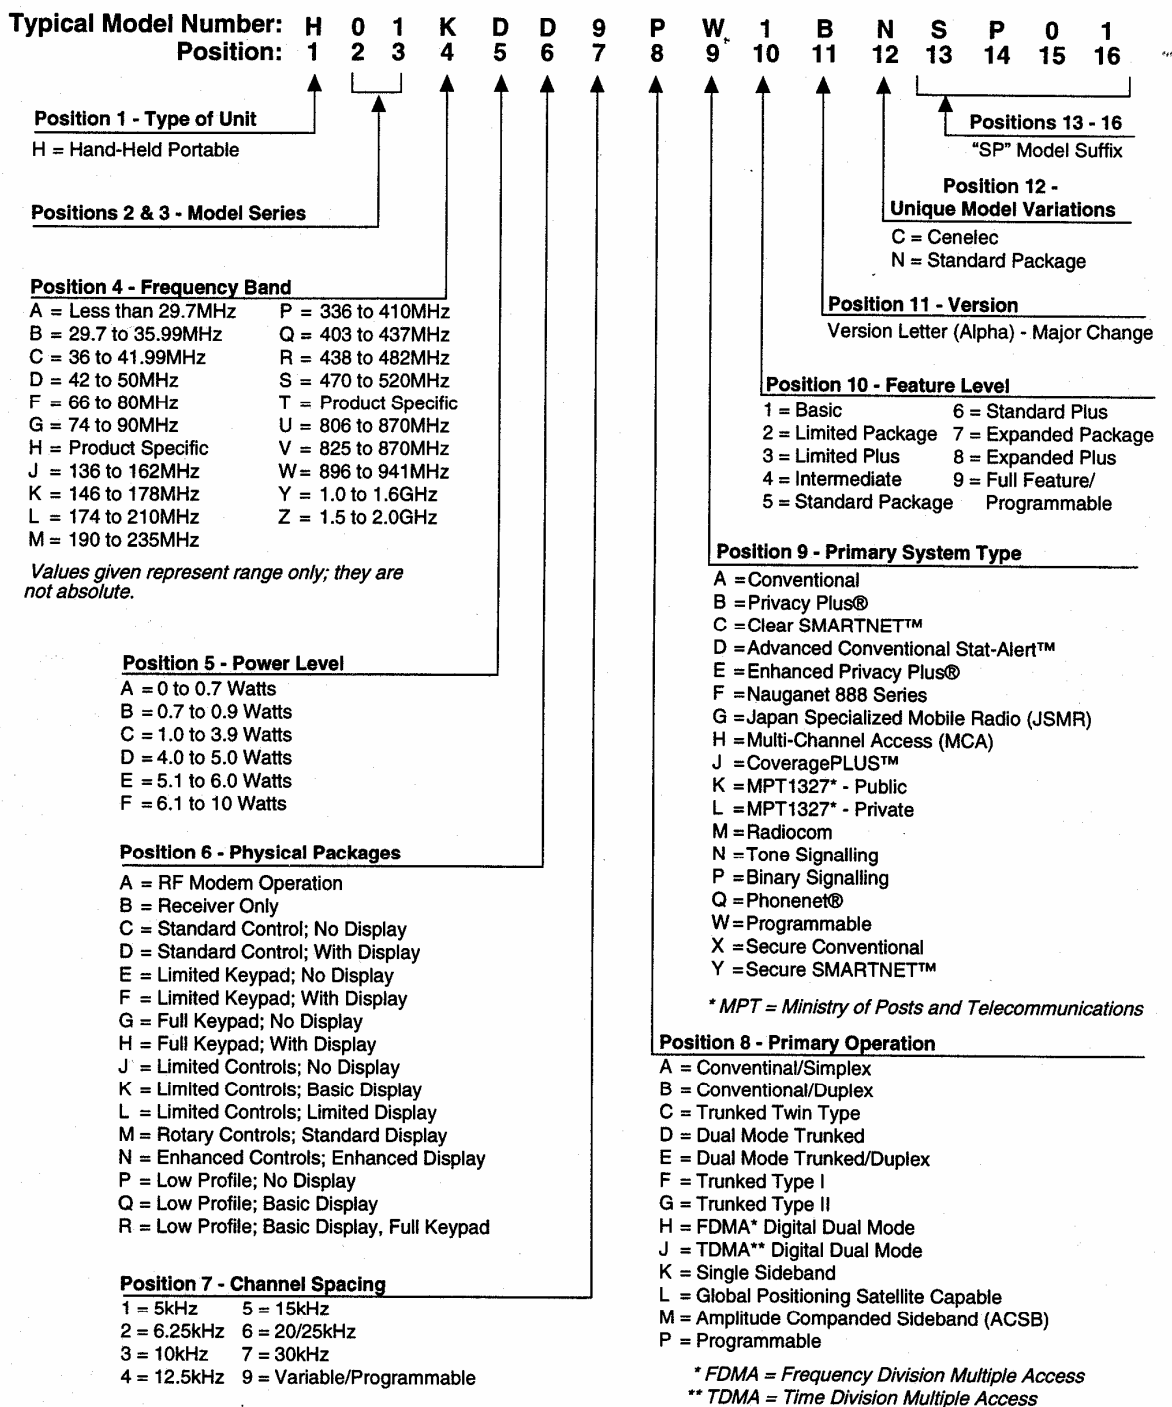 Typical Model Number: H 0 1 K D D 9 P W 1 B N S P 0 1
Position: 1 2 3 4 5 6 7 8 9 10 11 12 13 14 15 16
Position 1 - Type of Unit
H = Hand-Held Portable
Positions 2 & 3 - Model Series
Position 4 - Frequency Band
A = Less than 29.7MHz
B = 29.7 to 35.99MHz
C = 36 to 41.99MHz
D = 42 to 50MHz
F = 66 to 80MHz
G = 74 to 90MHz
H = Product Specific
J = 136 to 162MHz
K = 146 to 178MHz
L = 174 to 210MHz
M = 190 to 235MHz
P = 336 to 410MHz
Q = 403 to 437MHz
R = 438 to 482MHz
S = 470 to 520MHz
T = Product Specific
U = 806 to 870MHz
V = 825 to 870MHz
W = 896 to 941MHz
Y = 1.0 to 1.6GHz
Z = 1.5 to 2.0GHz
Values given represent range only; they are
not absolute.
Position 5 - Power Level
A = 0 to 0.7 Watts
B = 0.7 to 0.9 Watts
C = 1.0 to 3.9 Watts
D = 4.0 to 5.0 Watts
E = 5.1 to 6.0 Watts
F = 6.1 to 10 Watts
Position 6 - Physical Packages
A = RF Modem Operation
B = Receiver Only
C = Standard Control; No Display
D = Standard Control; With Display
E = Limited Keypad; No Display
F = Limited Keypad; With Display
G = Full Keypad; No Display
H = Full Keypad; With Display
J = Limited Controls; No Display
K = Limited Controls; Basic Display
L = Limited Controls; Limited Display
M = Rotary Controls; Standard Display
N = Enhanced Controls; Enhanced Display
P = Low Profile; No Display
Q = Low Profile; Basic Display
R = Low Profile; Basic Display, Full Keypad
Position 7 - Channel Spacing
1 = 5kHz
2 = 6.25kHz
3 = 10kHz
4 = 12.5kHz
5 = 15kHz
6 = 20/25kHz
7 = 30kHz
9 = Variable/Programmable
Positions 13 - 16
"SP" Model Suffix
Position 12 -
Unique Model Variations
C = Cenelec
N = Standard Package
Position 11 - Version
Version Letter (Alpha) - Major Change
Position 10 - Feature Level
1 = Basic
2 = Limited Package
3 = Limited Plus
4 = Intermediate
5 = Standard Package
6 = Standard Plus
7 = Expanded Package
8 = Expanded Plus
9 = Full Feature/
Programmable
Position 9 - Primary System Type
A = Conventional
B = Privacy Plus®
C = Clear SMARTNET™
D = Advanced Conventional Stat-Alert™
E = Enhanced Privacy Plus®
F = Nauganet 888 Series
G = Japan Specialized Mobile Radio (JSMR)
H = Multi-Channel Access (MCA)
J = CoveragePLUS™
K = MPT1327* - Public
L = MPT1327* - Private
M = Radiocom
N = Tone Signalling
P = Binary Signalling
Q = Phonenet®
W = Programmable
X = Secure Conventional
Y = Secure SMARTNET™
* MPT = Ministry of Posts and Telecommunications
Position 8 - Primary Operation
A = Conventinal/Simplex
B = Conventinal/Duplex
C = Trunked Twin Type
D = Dual Mode Trunked
E = Dual Mode Trunked/Duplex
F = Trunked Type I
G = Trunked Type II
H = FDMA* Digital Dual Mode
J = TDMA** Digital Dual Mode
K = Single Sideband
L = Global Positioning Satellite Capable
M = Amplitude Companded Sideband (ACSB)
P = Programmable
* FDMA = Frequency Division Multiple Access
** TDMA = Time Division Multiple Access